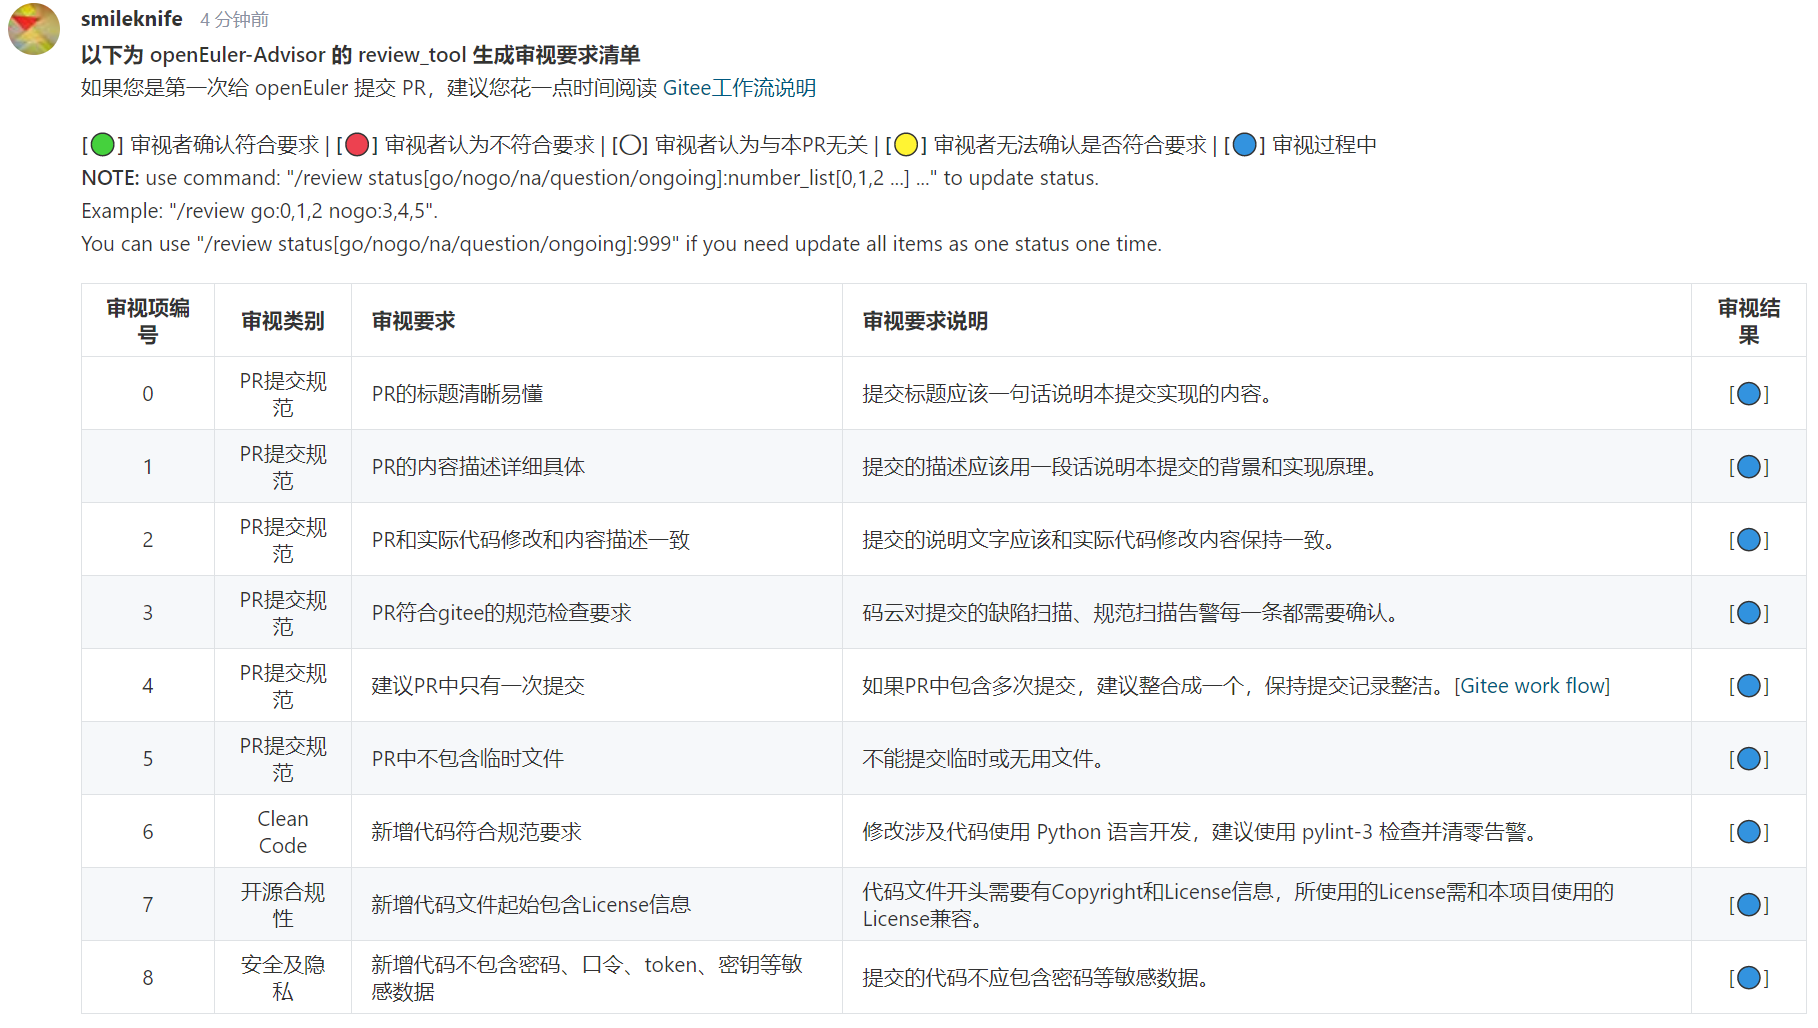 smileknife 4 分钟前
以下为 openEuler-Advisor 的 review_tool 生成审视要求清单
如果您是第一次给 openEuler 提交 PR，建议您花一点时间阅读 Gitee工作流说明
[🟢] 审视者确认符合要求 | [🔴] 审视者认为不符合要求 | [⚪] 审视者认为与本PR无关 | [🟡] 审视者无法确认是否符合要求 | [🔵] 审视过程中
NOTE: use command: "/review status[go/nogo/na/question/ongoing]:number_list[0,1,2 ...] ..." to update status.
Example: "/review go:0,1,2 nogo:3,4,5".
You can use "/review status[go/nogo/na/question/ongoing]:999" if you need update all items as one status one time.
审视项编
号
审视类别
审视要求
审视要求说明
审视结
果
0
PR提交规
范
PR的标题清晰易懂
提交标题应该一句话说明本提交实现的内容。
[🔵]
1
PR提交规
范
PR的内容描述详细具体
提交的描述应该用一段话说明本提交的背景和实现原理。
[🔵]
2
PR提交规
范
PR和实际代码修改和内容描述一致
提交的说明文字应该和实际代码修改内容保持一致。
[🔵]
3
PR提交规
范
PR符合gitee的规范检查要求
码云对提交的缺陷扫描、规范扫描告警每一条都需要确认。
[🔵]
4
PR提交规
范
建议PR中只有一次提交
如果PR中包含多次提交，建议整合成一个，保持提交记录整洁。[Gitee work flow]
[🔵]
5
PR提交规
范
PR中不包含临时文件
不能提交临时或无用文件。
[🔵]
6
Clean
Code
新增代码符合规范要求
修改涉及代码使用 Python 语言开发，建议使用 pylint-3 检查并清零告警。
[🔵]
7
开源合规
性
新增代码文件起始包含License信息
代码文件开头需要有Copyright和License信息，所使用的License需和本项目使用的
License兼容。
[🔵]
8
安全及隐
私
新增代码不包含密码、口令、token、密钥等敏
感数据
提交的代码不应包含密码等敏感数据。
[🔵]